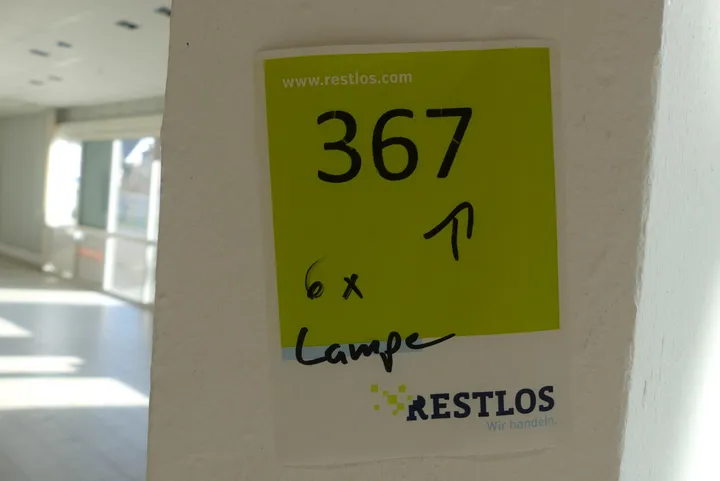 www.restlos.com
367
6 x
Lampe
RESTLOS
Wir handeln.